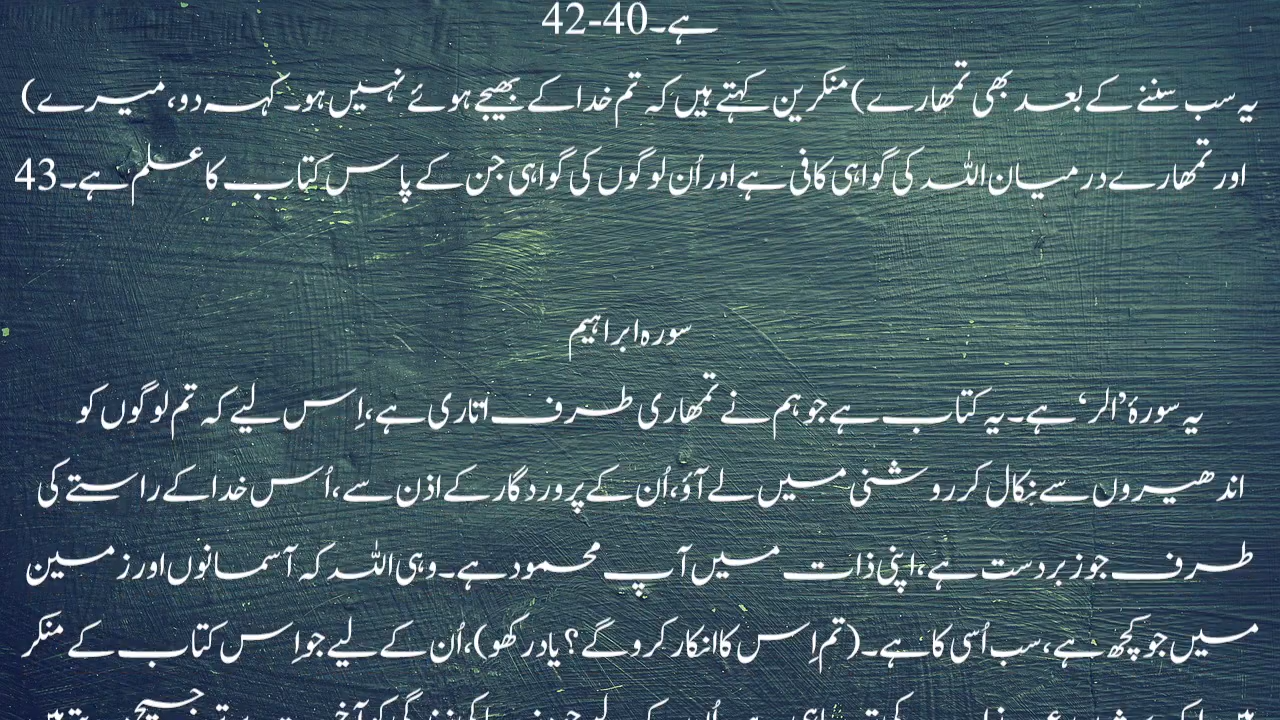 ہے۔40-42
یہ سب سننے کے بعد بھی تمھارے) منکرین کہتے ہیں کہ تم خدا کے بھیجے ہوئے نہیں ہو۔ کہہ دو، میرے)
اور تمھارے درمیان اللہ کی گواہی کافی ہے اور اُن لوگوں کی گواہی جن کے پاس کتاب کا علم ہے۔43
سورہ ابراہیم
یہ سورۂ ’الر‘ ہے۔ یہ کتاب ہے جو ہم نے تمھاری طرف اتاری ہے، اِس لیے کہ تم لوگوں کو
اندھیروں سے نکال کر روشنی میں لے آؤ، اُن کے پروردگار کے اذن سے، اُس خدا کے راستے کی
طرف جو زبردست ہے، اپنی ذات میں آپ محمود ہے۔ وہی اللہ کہ آسمانوں اور زمین
میں جو کچھ ہے، سب اُسی کا ہے۔ (تم اِس کا انکار کرو گے؟ یاد رکھو)، اُن کے لیے جو اِس کتاب کے منکر